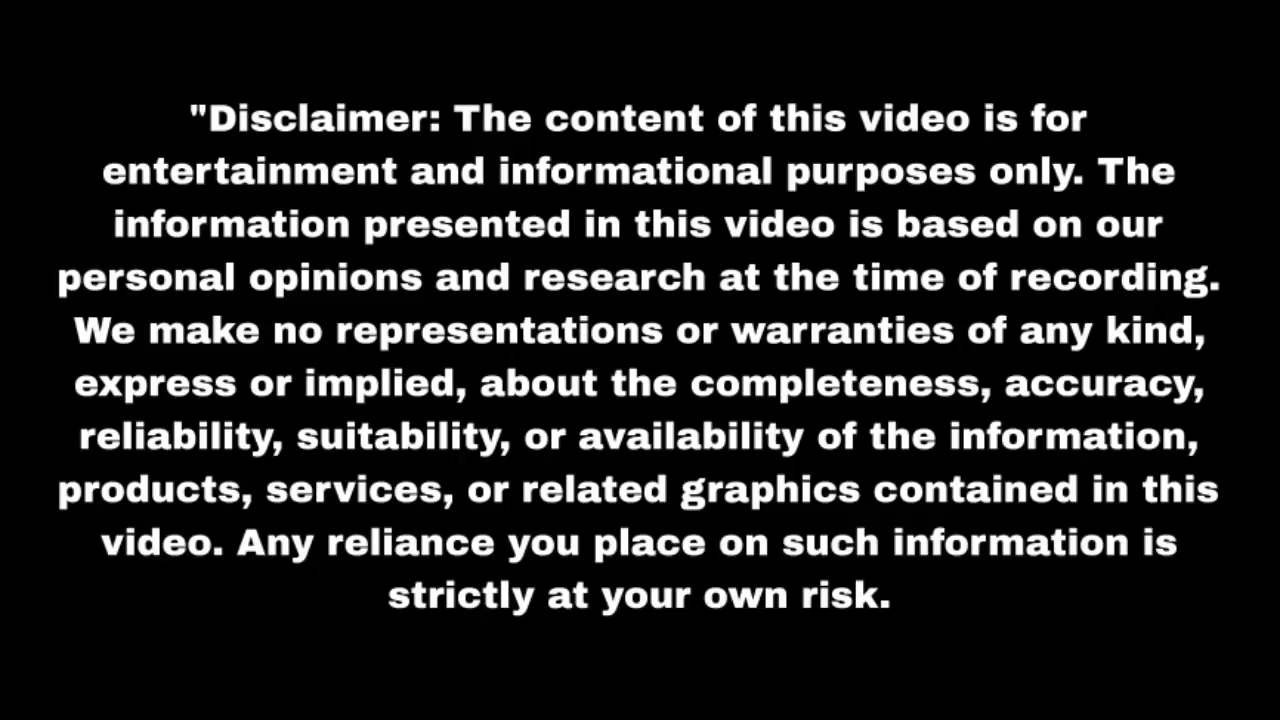 "Disclaimer: The content of this video is for
entertainment and informational purposes only. The
information presented in this video is based on our
personal opinions and research at the time of recording.
We make no representations or warranties of any kind,
express or implied, about the completeness, accuracy,
reliability, suitability, or availability of the information,
products, services, or related graphics contained in this
video. Any reliance you place on such information is
strictly at your own risk.